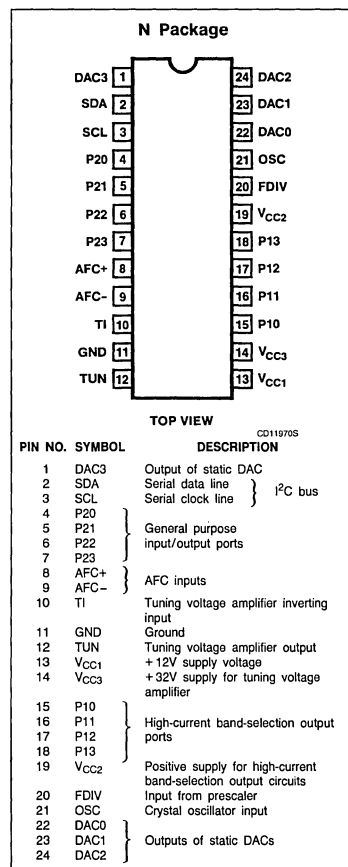 N Package
DAC3 1
24 DAC2
SDA 2
23 DAC1
SCL 3
22 DAC0
P20 4
21 OSC
P21 5
20 FDIV
P22 6
19 VCC2
P23 7
18 P13
AFC+ 8
17 P12
AFC− 9
16 P11
TI 10
15 P10
GND 11
14 VCC3
TUN 12
13 VCC1
TOP VIEW
CD11970S
PIN NO. SYMBOL DESCRIPTION
1 DAC3 Output of static DAC
2 SDA Serial data line
3 SCL Serial clock line
I²C bus
4 P20
5 P21
6 P22
7 P23
General purpose
input/output ports
8 AFC+
9 AFC−
AFC inputs
10 TI Tuning voltage amplifier inverting
input
11 GND Ground
12 TUN Tuning voltage amplifier output
13 VCC1 +12V supply voltage
14 VCC3 +32V supply for tuning voltage
amplifier
15 P10
16 P11
17 P12
18 P13
High-current band-selection output
ports
19 VCC2 Positive supply for high-current
band-selection output circuits
20 FDIV Input from prescaler
21 OSC Crystal oscillator input
22 DAC0
23 DAC1
24 DAC2
Outputs of static DACs